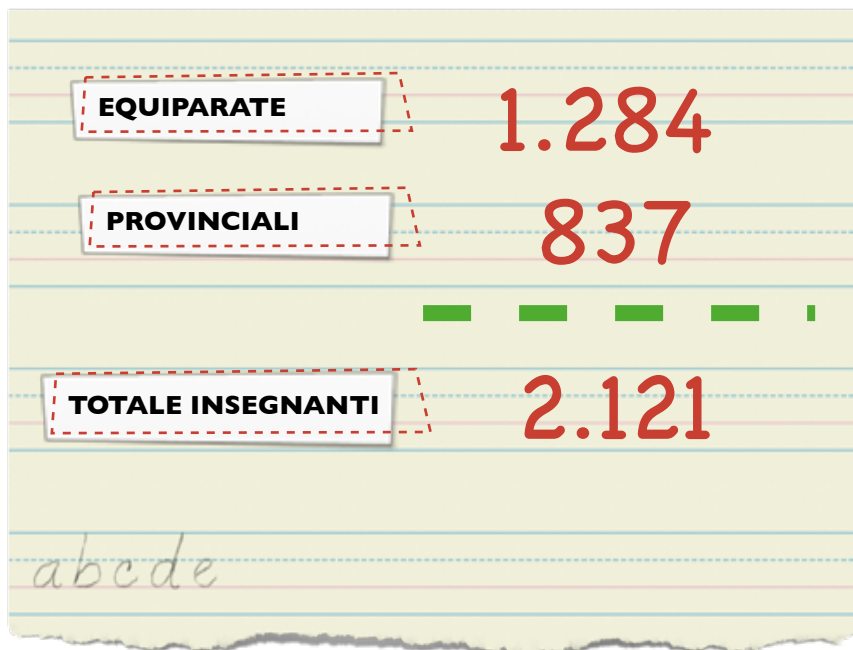 EQUIPARATE 1.284
PROVINCIALI 837
TOTALE INSEGNANTI 2.121
abcde